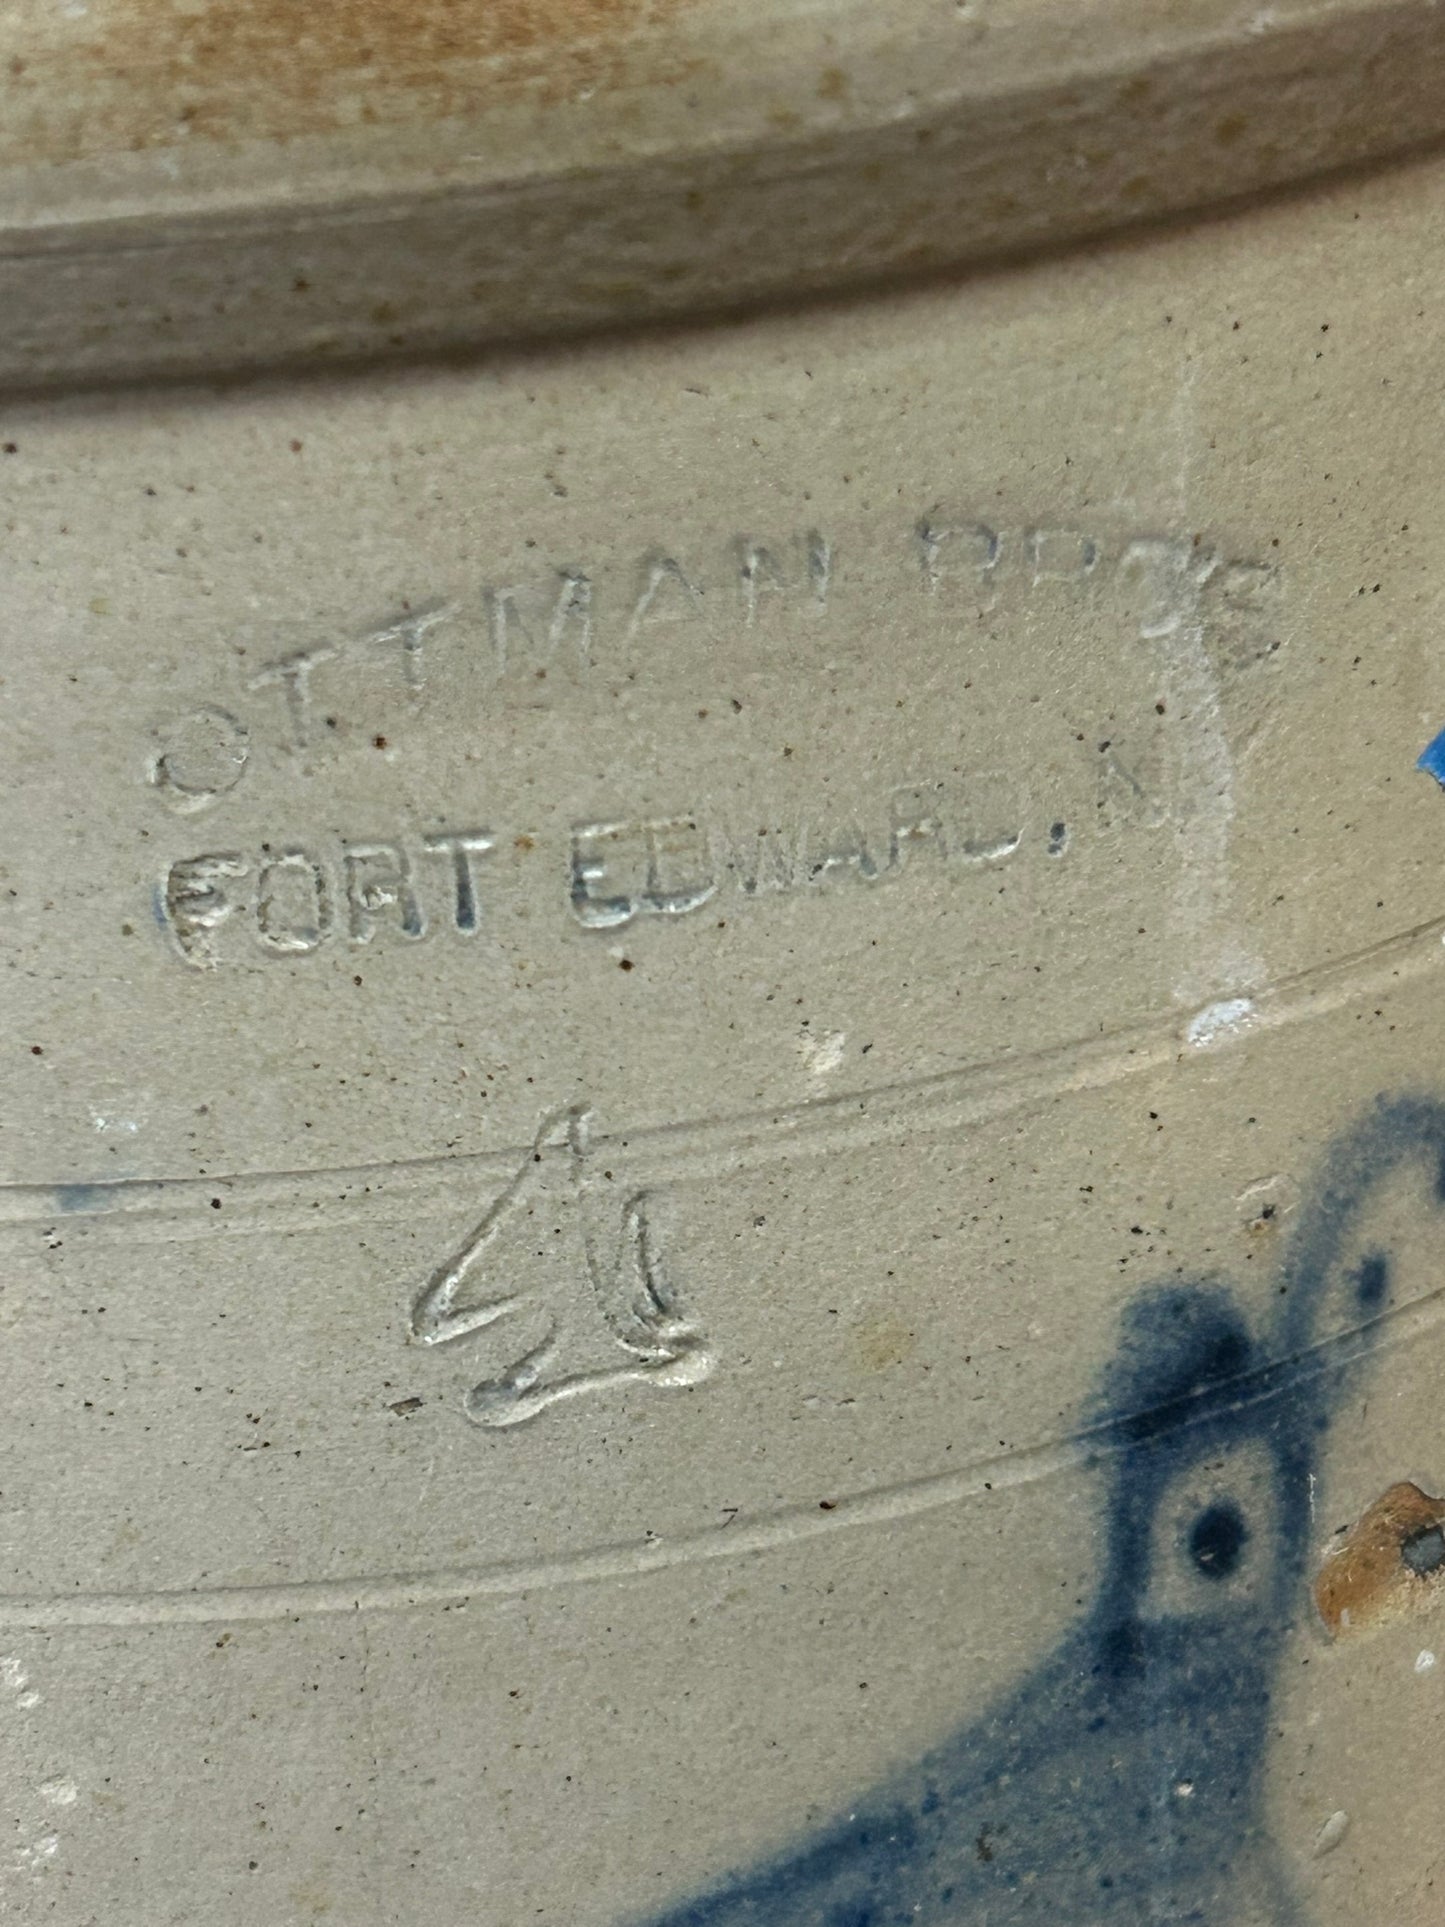 OTTMAN BROS
FORT EDWARD, N
4